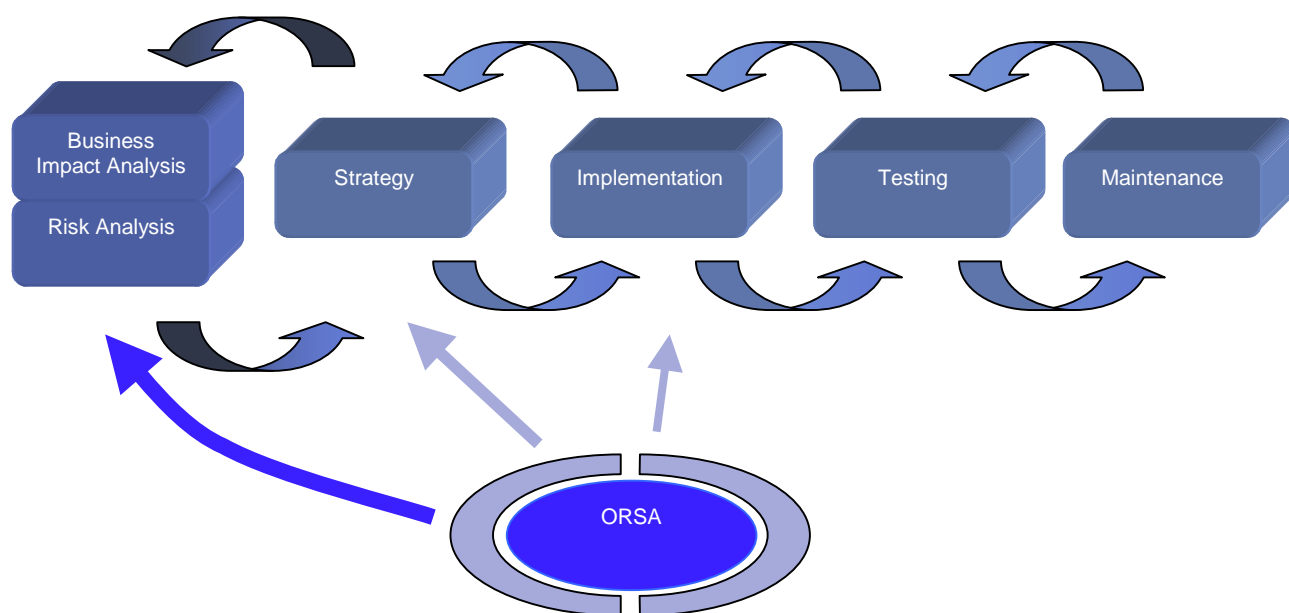 Business
Impact Analysis
Risk Analysis
Strategy
Implementation
Testing
Maintenance
ORSA